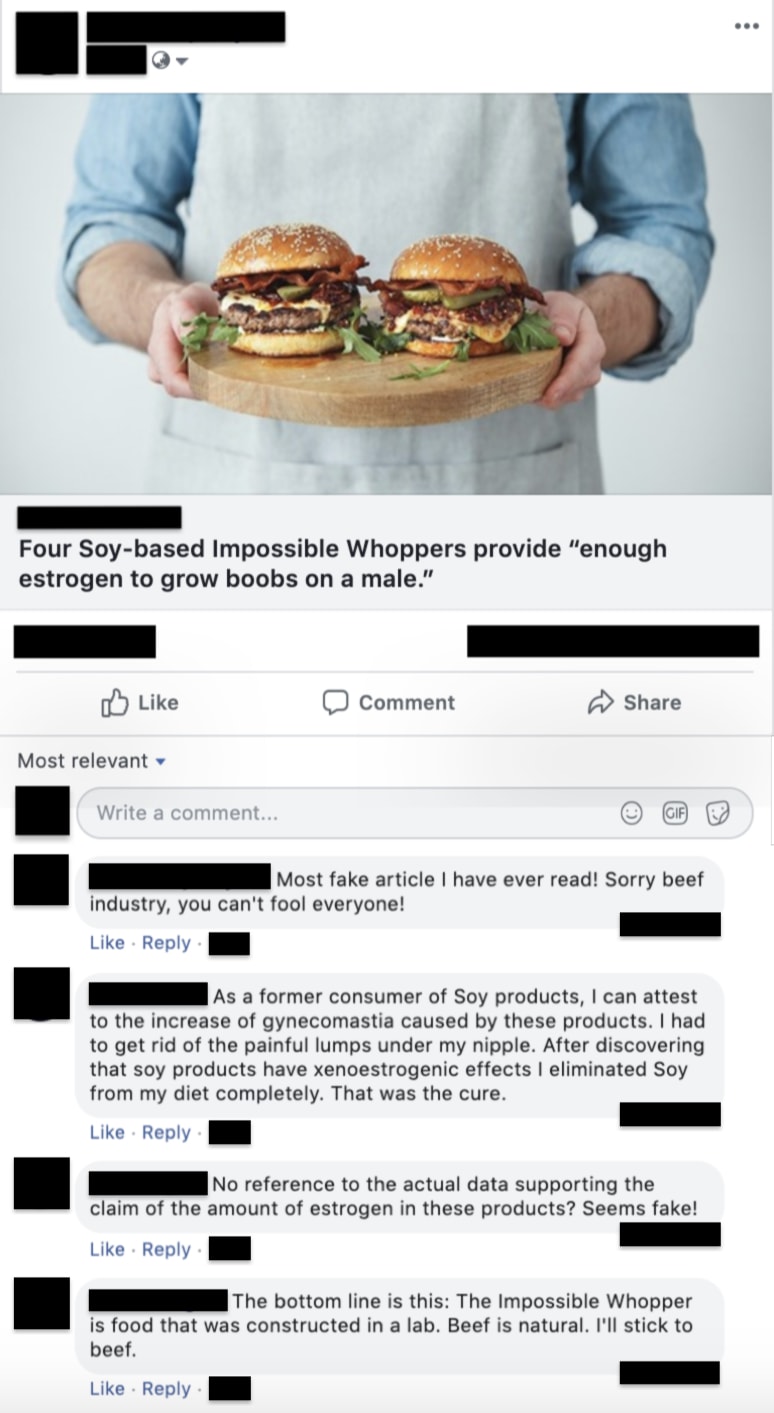 Four Soy-based Impossible Whoppers provide “enough
estrogen to grow boobs on a male.”
Like
Comment
Share
Most relevant
Write a comment...
GIF
Most fake article I have ever read! Sorry beef
industry, you can't fool everyone!
Like · Reply ·
As a former consumer of Soy products, I can attest
to the increase of gynecomastia caused by these products. I had
to get rid of the painful lumps under my nipple. After discovering
that soy products have xenoestrogenic effects I eliminated Soy
from my diet completely. That was the cure.
Like · Reply ·
No reference to the actual data supporting the
claim of the amount of estrogen in these products? Seems fake!
Like · Reply ·
The bottom line is this: The Impossible Whopper
is food that was constructed in a lab. Beef is natural. I'll stick to
beef.
Like · Reply ·